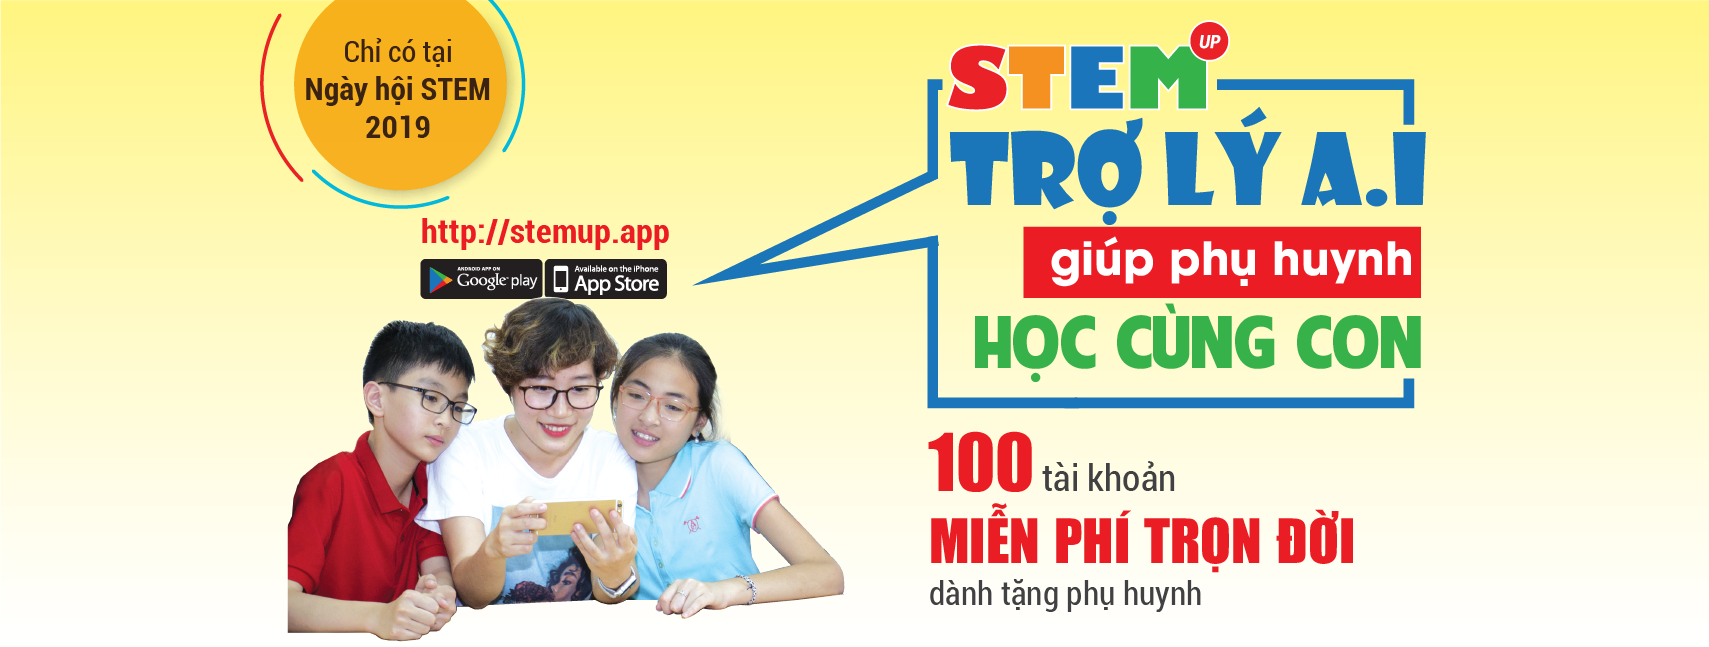 Chỉ có tại
Ngày hội STEM
2019
http://stemup.app
ANDROID APP ON
Google play
Available on the iPhone
App Store
STEM UP
TRỢ LÝ A.I
giúp phụ huynh
HỌC CÙNG CON
100 tài khoản
MIỄN PHÍ TRỌN ĐỜI
dành tặng phụ huynh